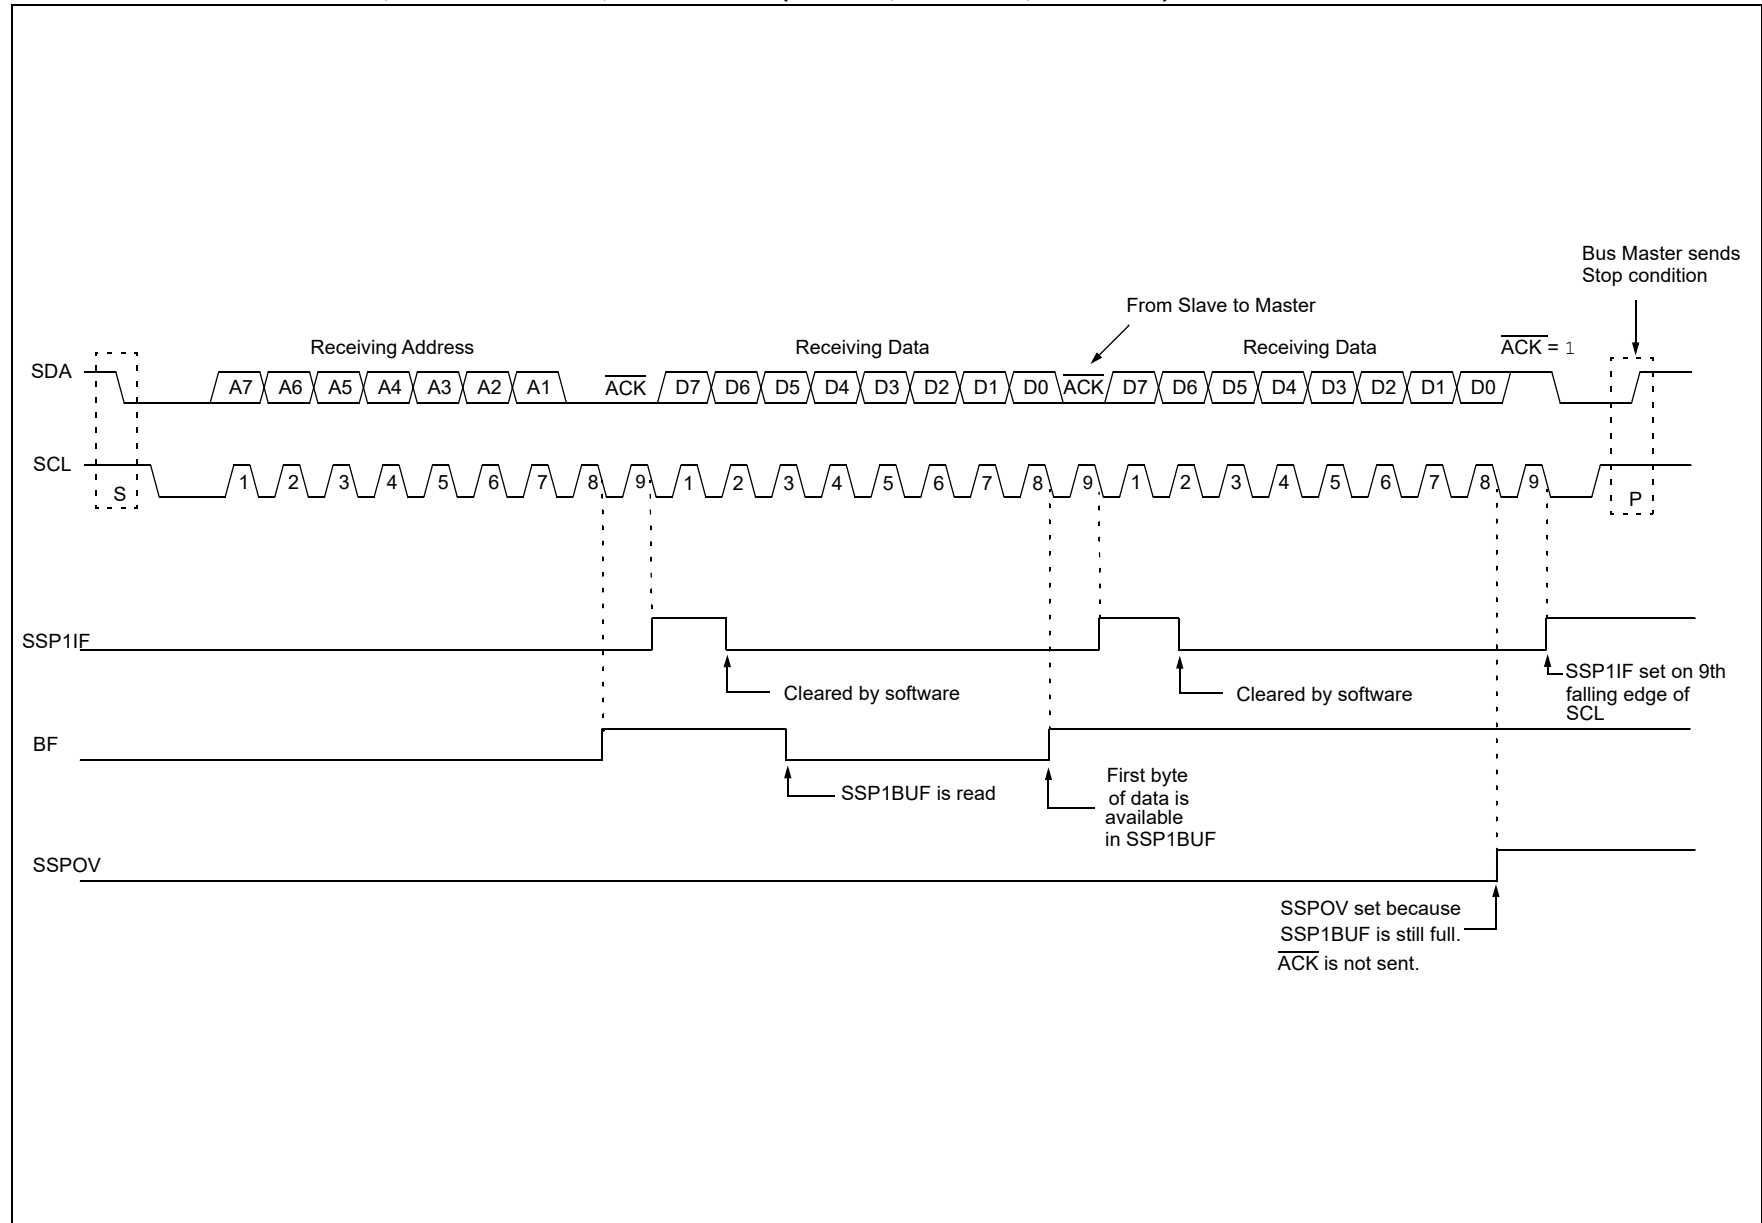 Bus Master sends
Stop condition
From Slave to Master
Receiving Address
Receiving Data
Receiving Data
ACK = 1
SDA
A7 A6 A5 A4 A3 A2 A1 ACK D7 D6 D5 D4 D3 D2 D1 D0 ACK D7 D6 D5 D4 D3 D2 D1 D0
SCL
S
1 2 3 4 5 6 7 8 9 1 2 3 4 5 6 7 8 9 1 2 3 4 5 6 7 8 9
P
SSP1IF
Cleared by software
Cleared by software
SSP1IF set on 9th
falling edge of
SCL
BF
SSP1BUF is read
First byte
of data is
available
in SSP1BUF
SSPOV
SSPOV set because
SSP1BUF is still full.
ACK is not sent.